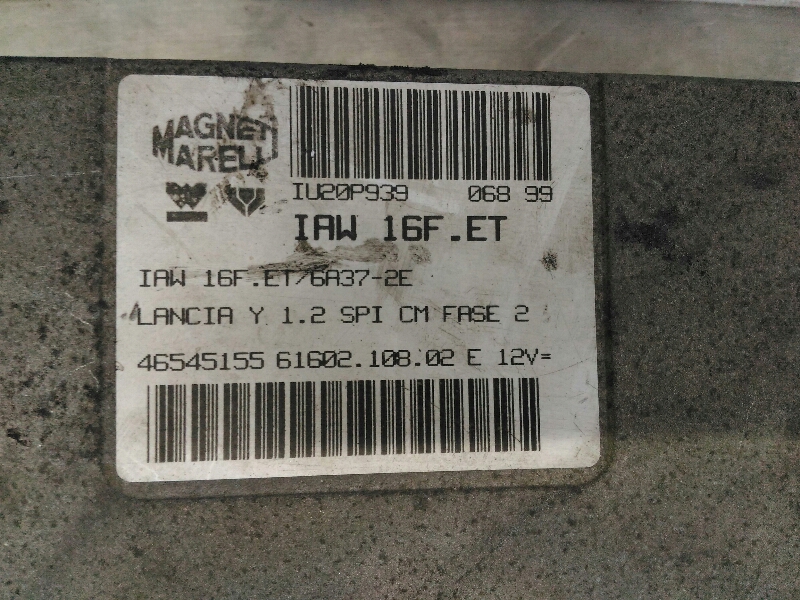 MAGNETI
MARELLI
IU20P939 068 99
IAW 16F.ET
IAW 16F.ET/6A37-2E
LANCIA Y 1.2 SPI CM FASE 2
46545155 61602.108.02 E 12V=